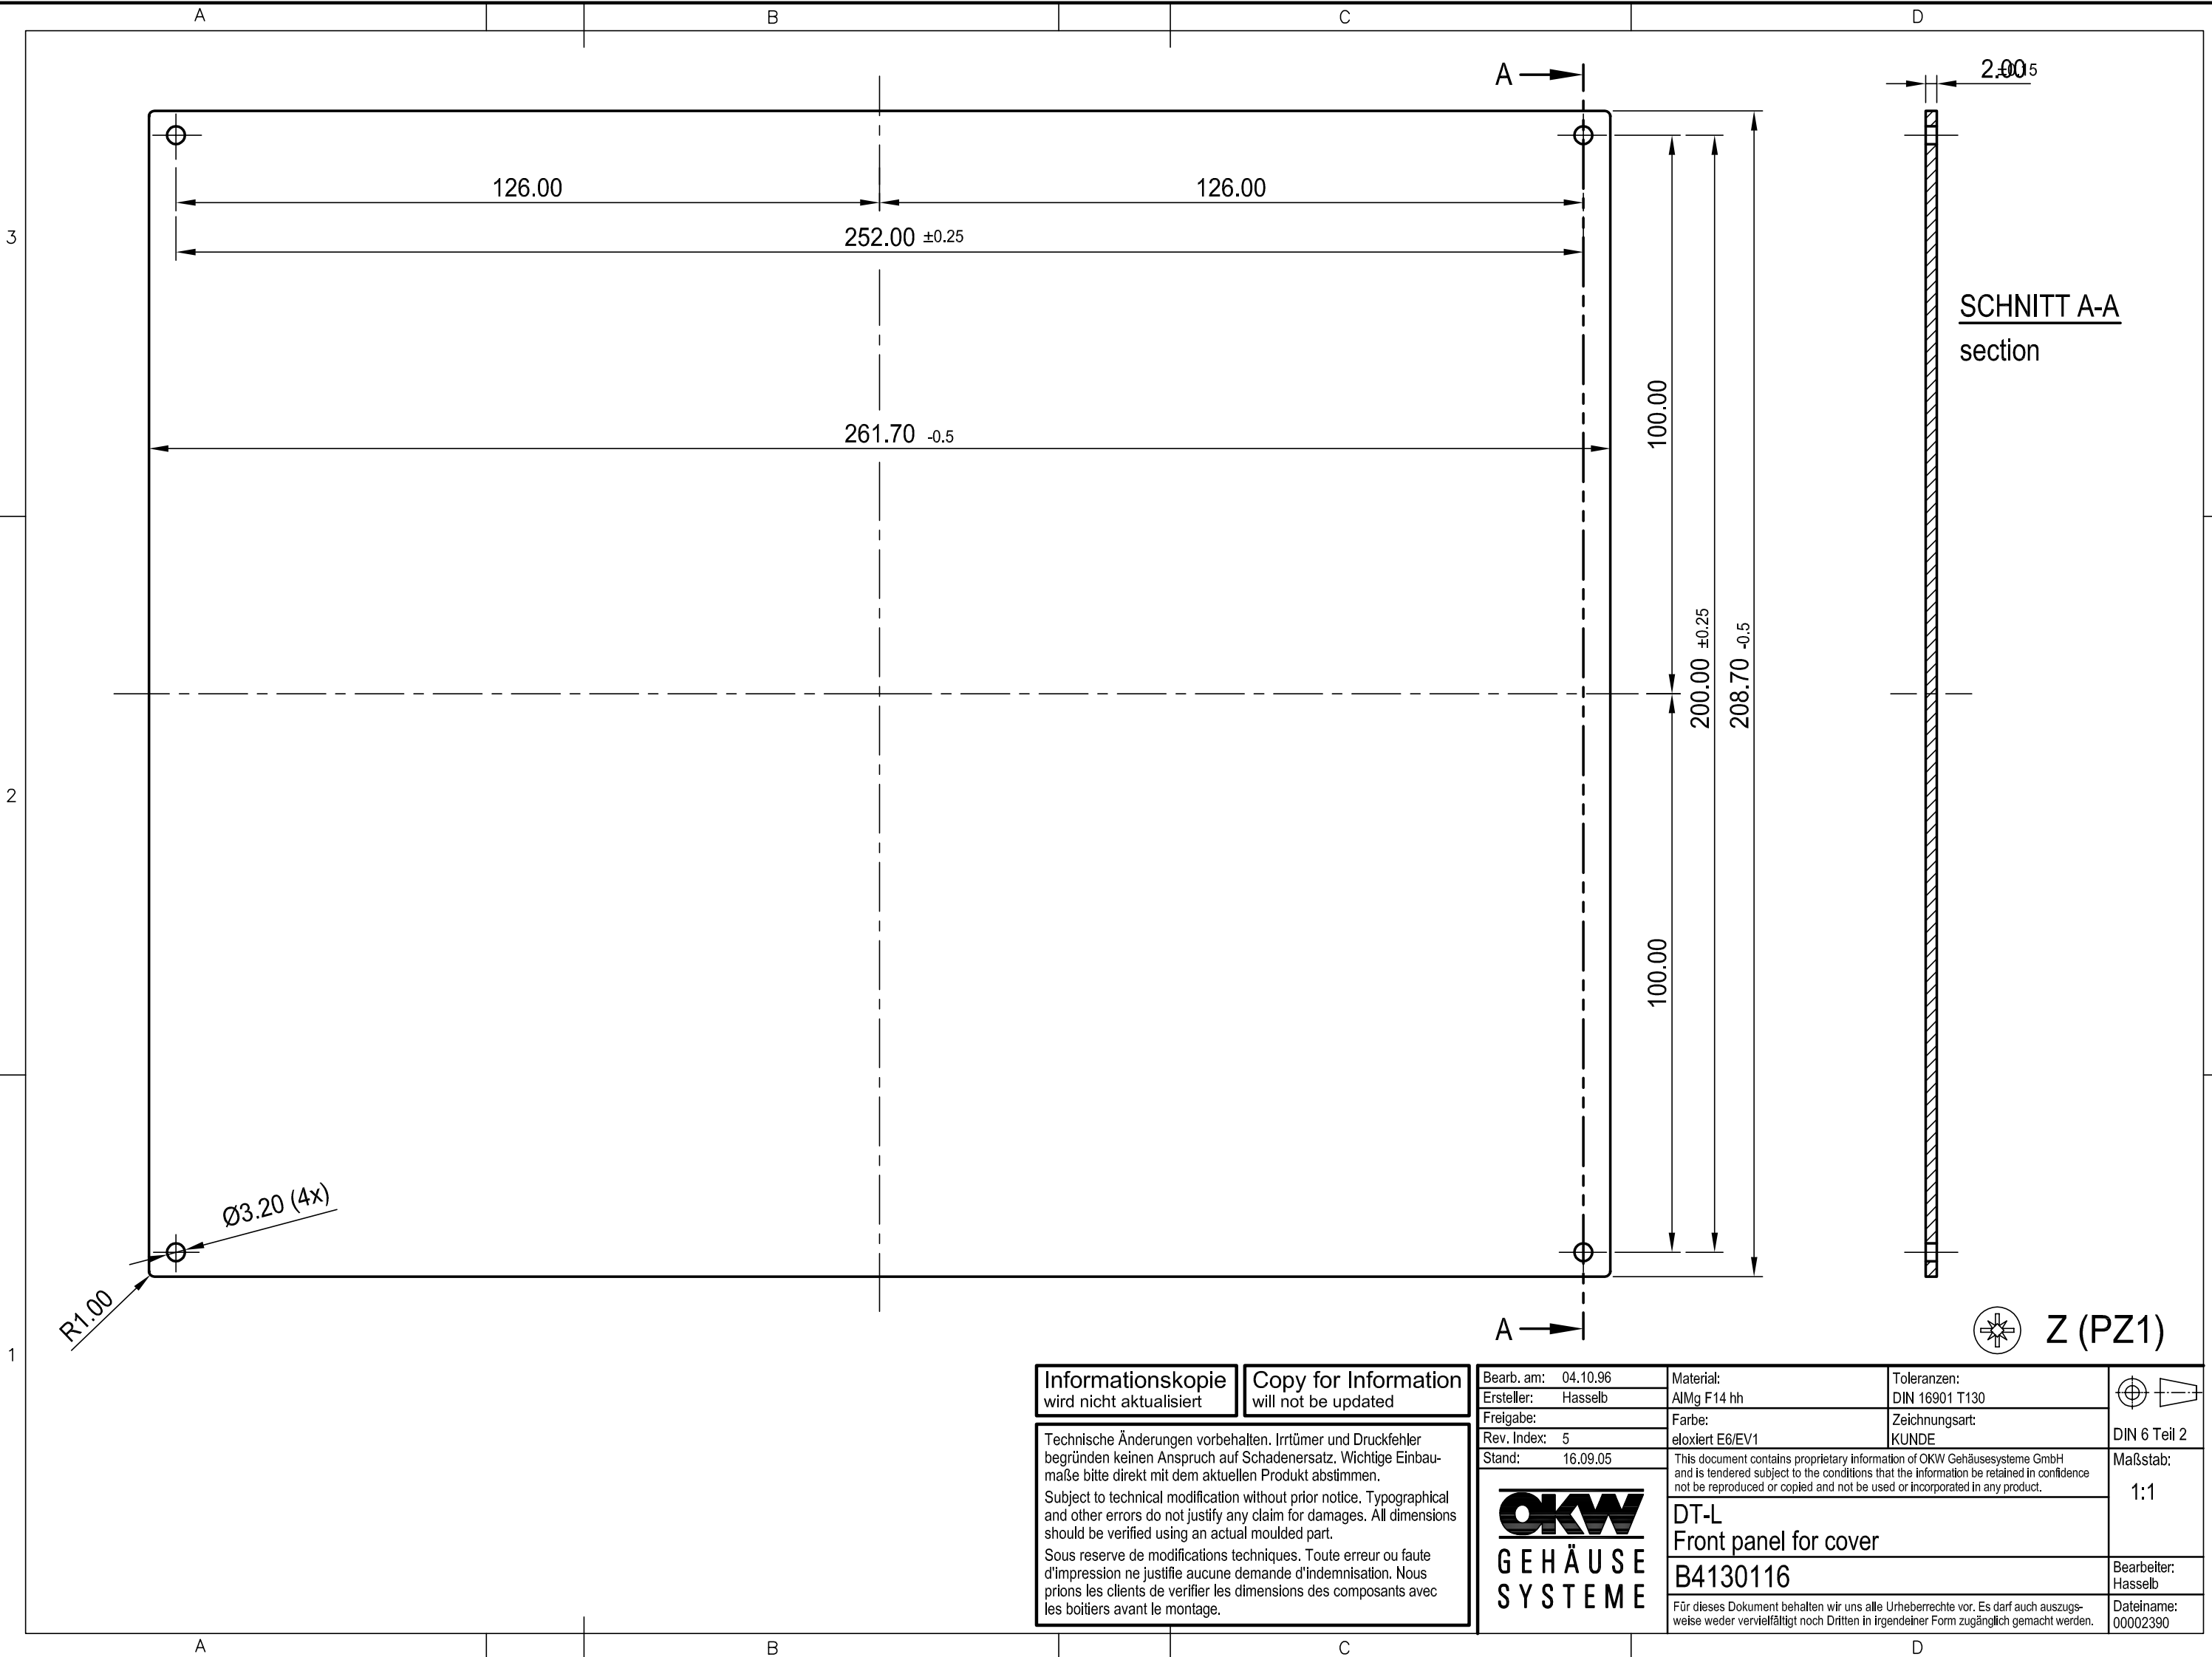 A B C D
A
2.00 ±0.15
126.00 126.00
3
252.00 ±0.25
SCHNITT A-A
section
100.00
261.70 -0.5
200.00 ±0.25
208.70 -0.5
2
100.00
Ø3.20 (4x)
R1.00
A
Z (PZ1)
1
Informationskopie
wird nicht aktualisiert
Copy for Information
will not be updated
Technische Änderungen vorbehalten. Irrtümer und Druckfehler
begründen keinen Anspruch auf Schadenersatz. Wichtige Einbau-
maße bitte direkt mit dem aktuellen Produkt abstimmen.
Subject to technical modification without prior notice. Typographical
and other errors do not justify any claim for damages. All dimensions
should be verified using an actual moulded part.
Sous reserve de modifications techniques. Toute erreur ou faute
d'impression ne justifie aucune demande d'indemnisation. Nous
prions les clients de verifier les dimensions des composants avec
les boitiers avant le montage.
Bearb. am: 04.10.96
Ersteller: Hasselb
Freigabe:
Rev. Index: 5
Stand: 16.09.05
OKW
GEHÄUSE
SYSTEME
Material:
AlMg F14 hh
Toleranzen:
DIN 16901 T130
Farbe:
eloxiert E6/EV1
Zeichnungsart:
KUNDE
DIN 6 Teil 2
This document contains proprietary information of OKW Gehäusesysteme GmbH
and is tendered subject to the conditions that the information be retained in confidence
not be reproduced or copied and not be used or incorporated in any product.
Maßstab:
1:1
DT-L
Front panel for cover
B4130116
Bearbeiter:
Hasselb
Für dieses Dokument behalten wir uns alle Urheberrechte vor. Es darf auch auszugs-
weise weder vervielfältigt noch Dritten in irgendeiner Form zugänglich gemacht werden.
Dateiname:
00002390
A B C D